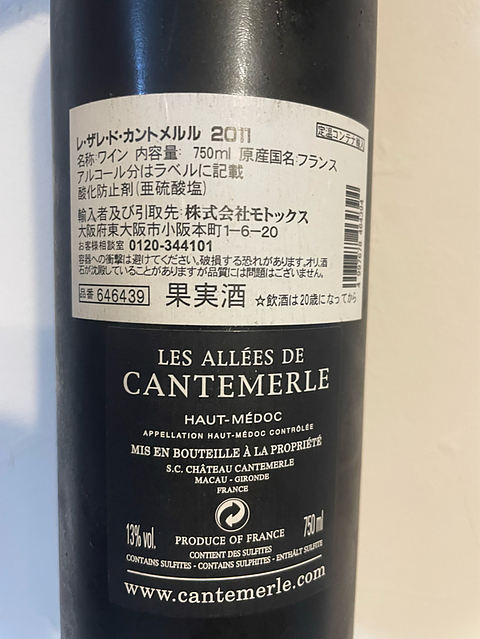 レ・ザレ・ド・カントメルル 2011
定温コンテナ輸入
名称:ワイン 内容量: 750ml 原産国名:フランス
アルコール分はラベルに記載
酸化防止剤(亜硫酸塩)
輸入者及び引取先:株式会社モトックス
大阪府東大阪市小阪本町1-6-20
お客様相談室 0120-344101
容器への衝撃は避けてください。破損する恐れがあります。オリ、酒
石が沈殿していることがありますが品質には問題はございません。
品番 646439 果実酒 ☆飲酒は20歳になってから
LES ALLÉES DE
CANTEMERLE
HAUT-MÉDOC
APPELLATION HAUT-MÉDOC CONTRÔLÉE
MIS EN BOUTEILLE À LA PROPRIÉTÉ
S.C. CHÂTEAU CANTEMERLE
MACAU - GIRONDE
FRANCE
13% vol. PRODUCE OF FRANCE 750 ml
CONTIENT DES SULFITES
CONTAINS SULFITES - CONTAINS SULPHITES - ENTHÄLT SULFITE
www.cantemerle.com